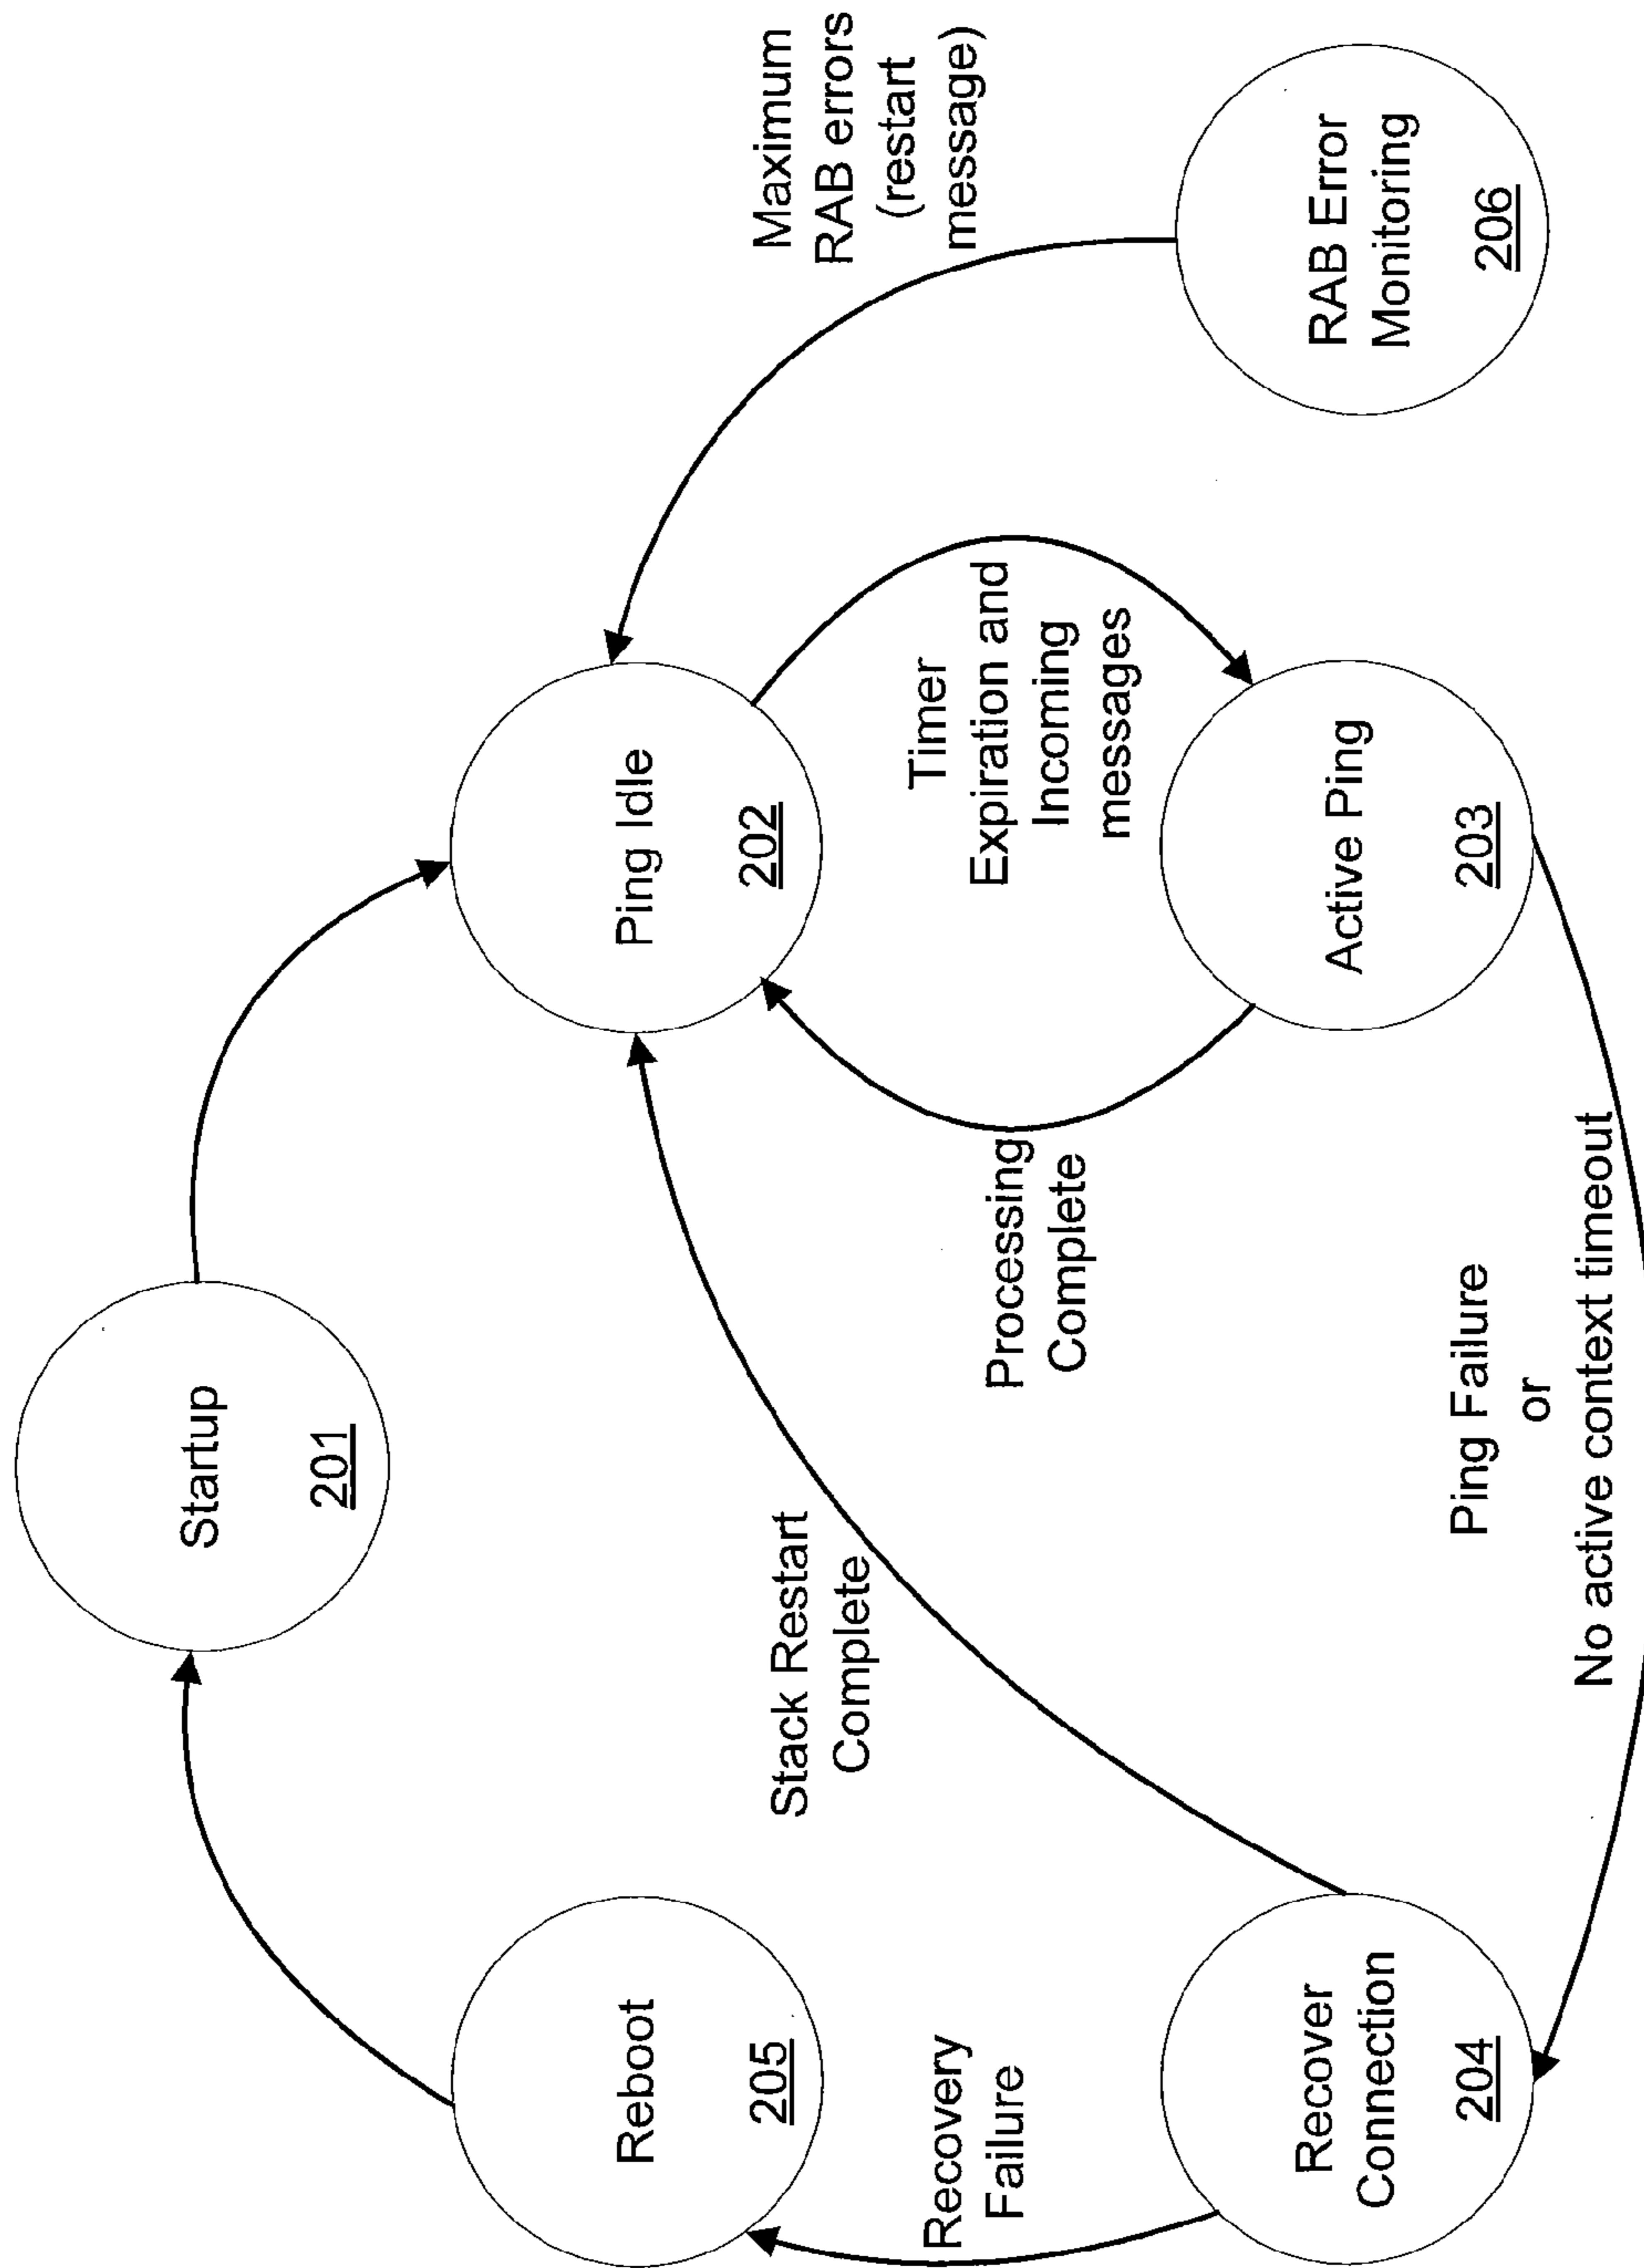 Startup
201
Reboot
205
Ping Idle
202
Maximum
RAB errors
(restart
message)
Stack Restart
Complete
Recovery
Failure
Processing
Complete
Timer
Expiration and
Incoming
messages
Recover
Connection
204
Active Ping
203
RAB Error
Monitoring
206
Ping Failure
or
No active context timeout